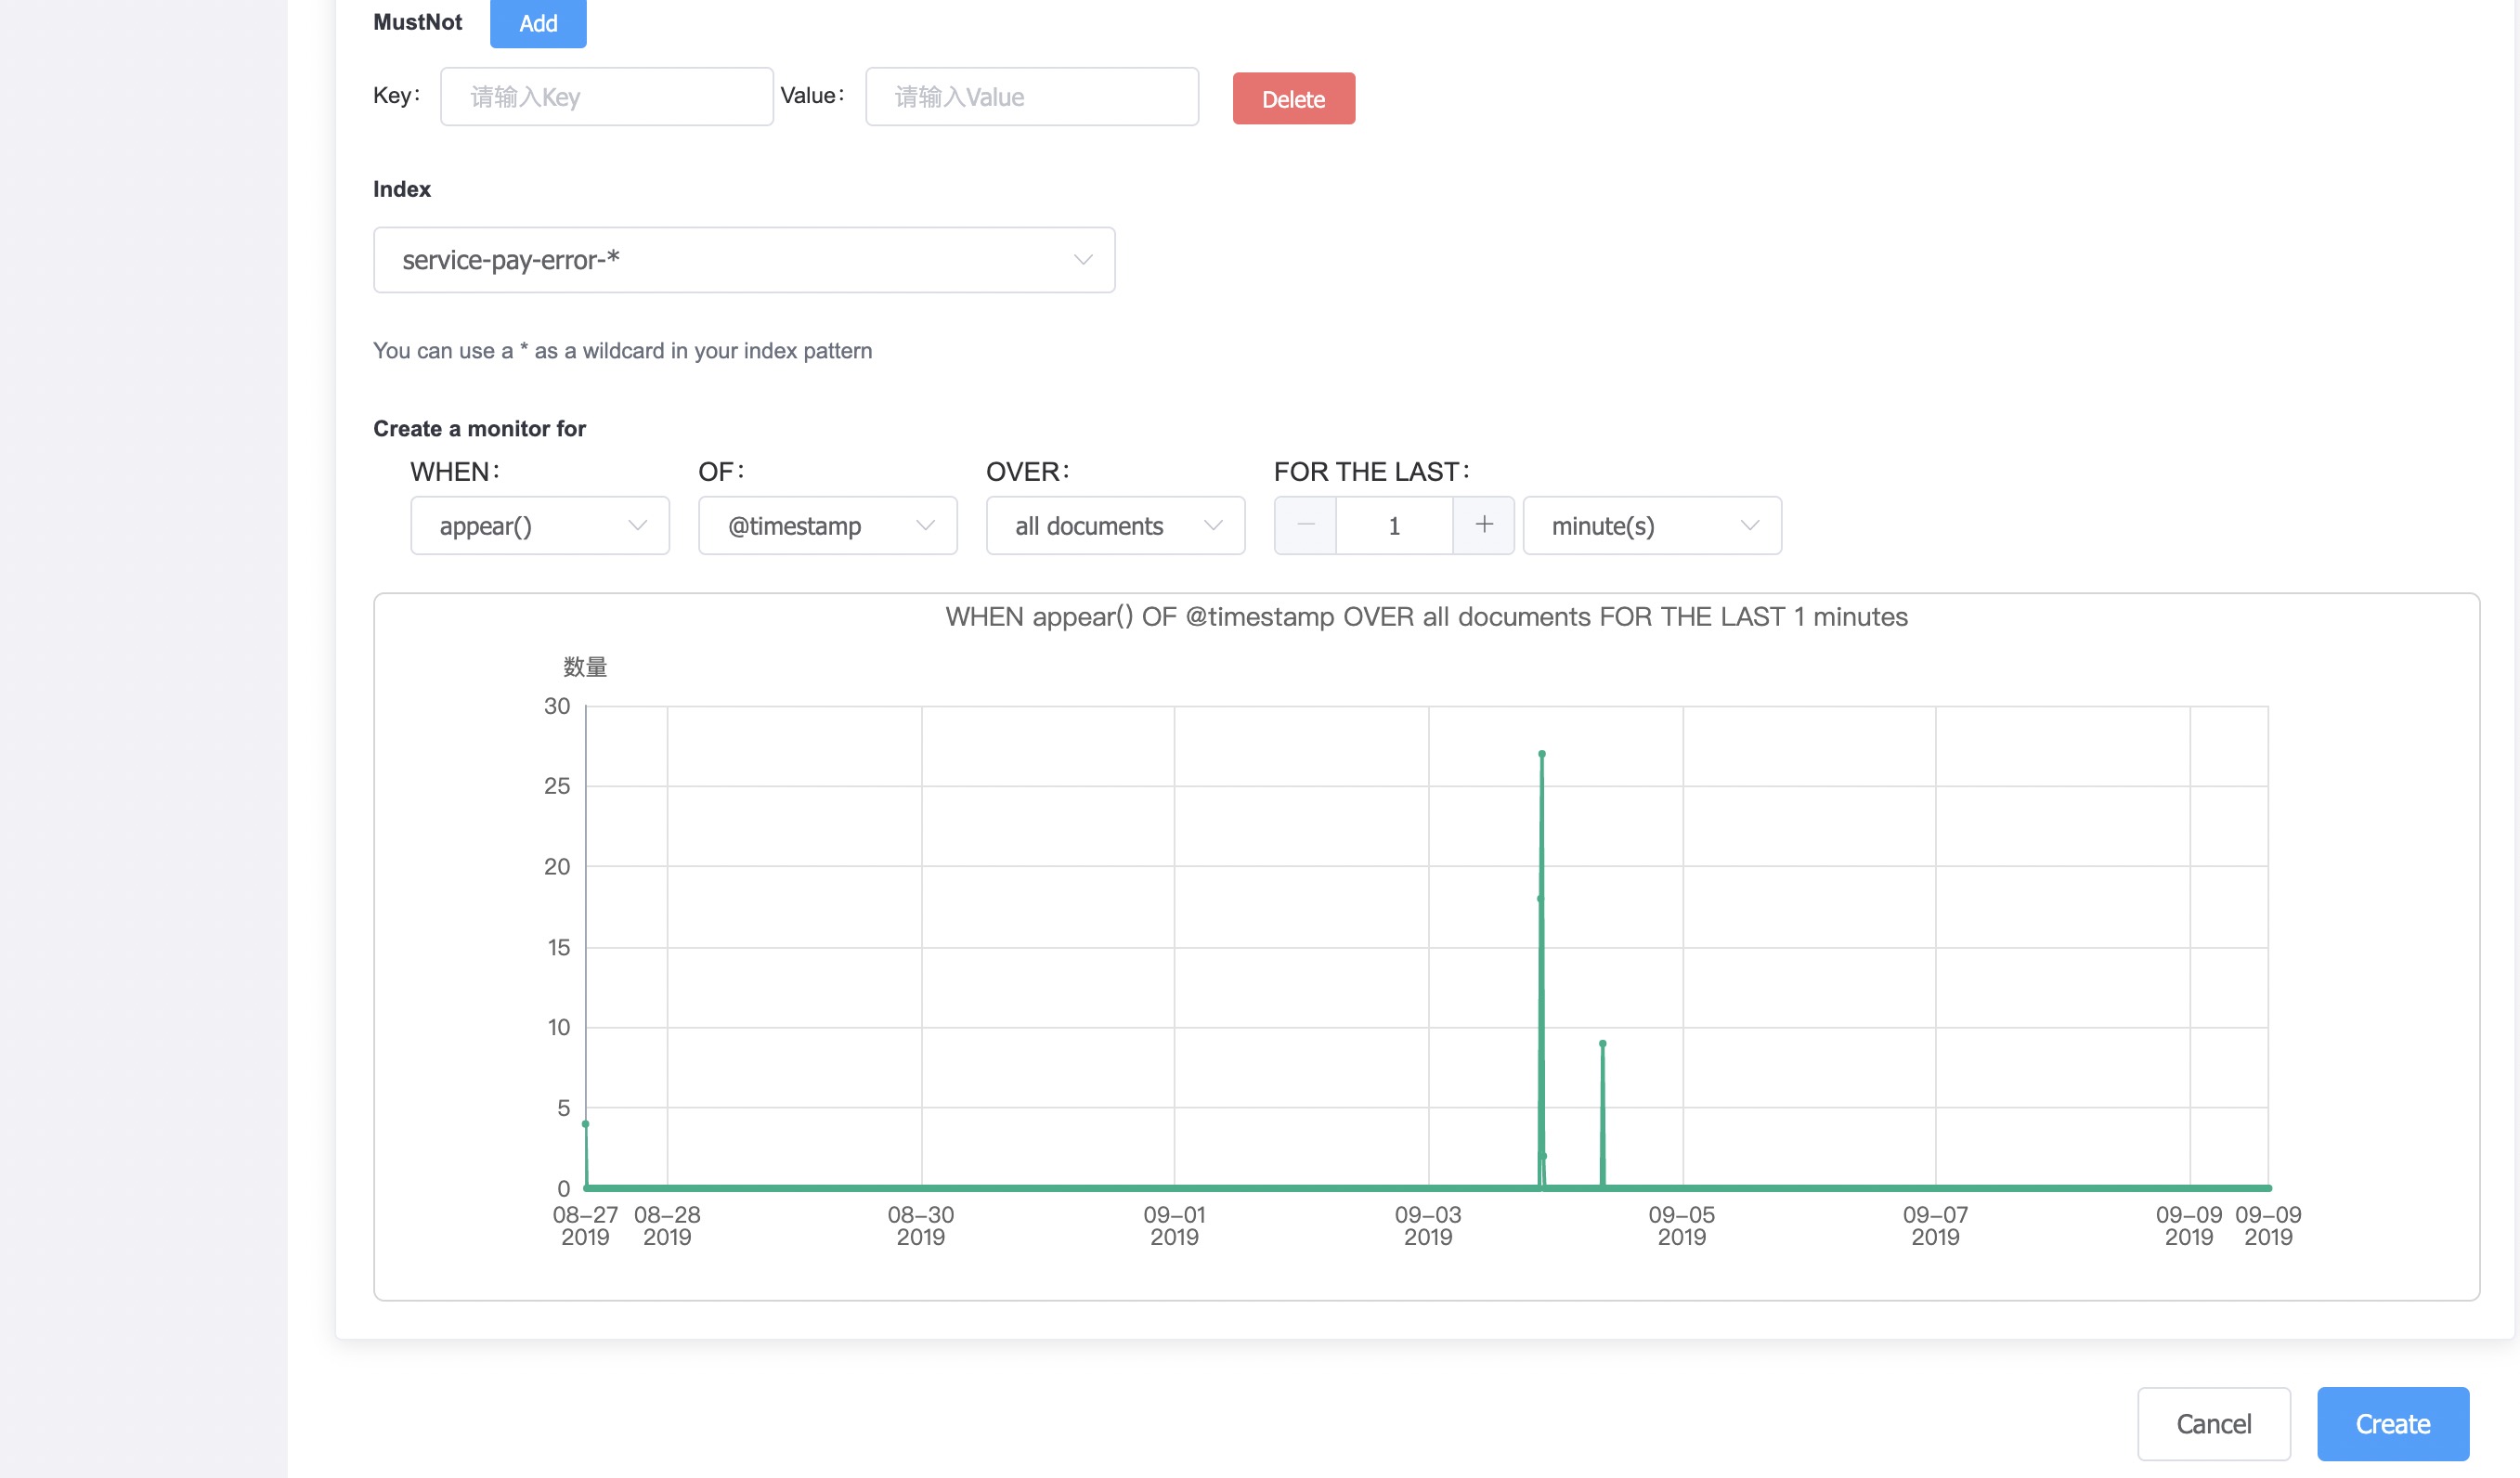 MustNot Add
Key: 请输入Key Value: 请输入Value Delete
Index
service-pay-error-*
You can use a * as a wildcard in your index pattern
Create a monitor for
WHEN: OF: OVER: FOR THE LAST:
appear() @timestamp all documents 1 minute(s)
WHEN appear() OF @timestamp OVER all documents FOR THE LAST 1 minutes
数量
30
25
20
15
10
5
0
08-27 08-28 08-30 09-01 09-03 09-05 09-07 09-09 09-09
2019 2019 2019 2019 2019 2019 2019 2019 2019
Cancel Create